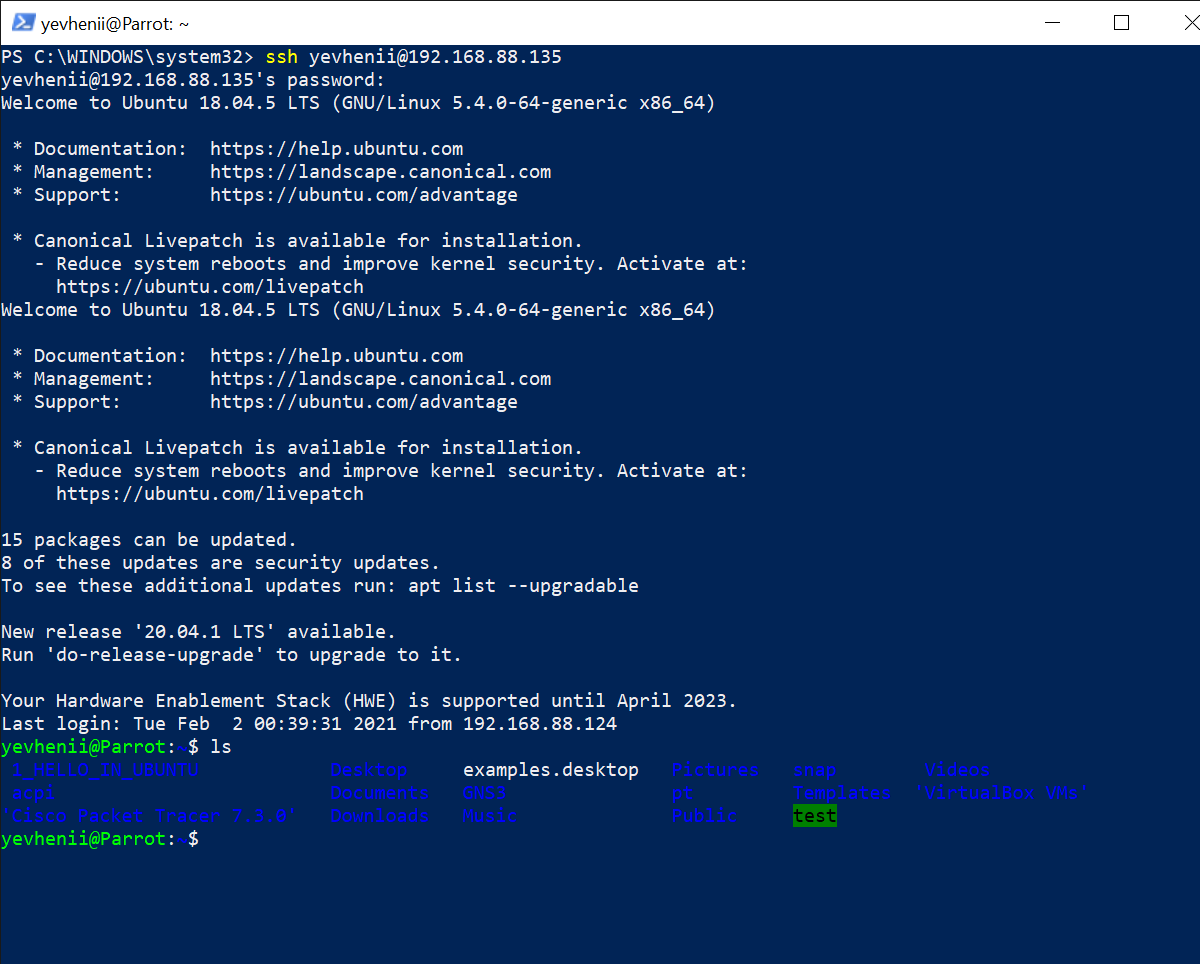 yevhenii@Parrot: ~
PS C:\WINDOWS\system32> ssh yevhenii@192.168.88.135
yevhenii@192.168.88.135's password:
Welcome to Ubuntu 18.04.5 LTS (GNU/Linux 5.4.0-64-generic x86_64)

 * Documentation:  https://help.ubuntu.com
 * Management:     https://landscape.canonical.com
 * Support:        https://ubuntu.com/advantage

 * Canonical Livepatch is available for installation.
   - Reduce system reboots and improve kernel security. Activate at:
     https://ubuntu.com/livepatch
Welcome to Ubuntu 18.04.5 LTS (GNU/Linux 5.4.0-64-generic x86_64)

 * Documentation:  https://help.ubuntu.com
 * Management:     https://landscape.canonical.com
 * Support:        https://ubuntu.com/advantage

 * Canonical Livepatch is available for installation.
   - Reduce system reboots and improve kernel security. Activate at:
     https://ubuntu.com/livepatch

15 packages can be updated.
8 of these updates are security updates.
To see these additional updates run: apt list --upgradable

New release '20.04.1 LTS' available.
Run 'do-release-upgrade' to upgrade to it.

Your Hardware Enablement Stack (HWE) is supported until April 2023.
Last login: Tue Feb  2 00:39:31 2021 from 192.168.88.124
yevhenii@Parrot:~$ ls
 1_HELLO_IN_UBUNTU            Desktop     examples.desktop   Pictures   snap        Videos
 acpi                         Documents   GNS3               pt         Templates  'VirtualBox VMs'
'Cisco Packet Tracer 7.3.0'   Downloads   Music              Public     test
yevhenii@Parrot:~$